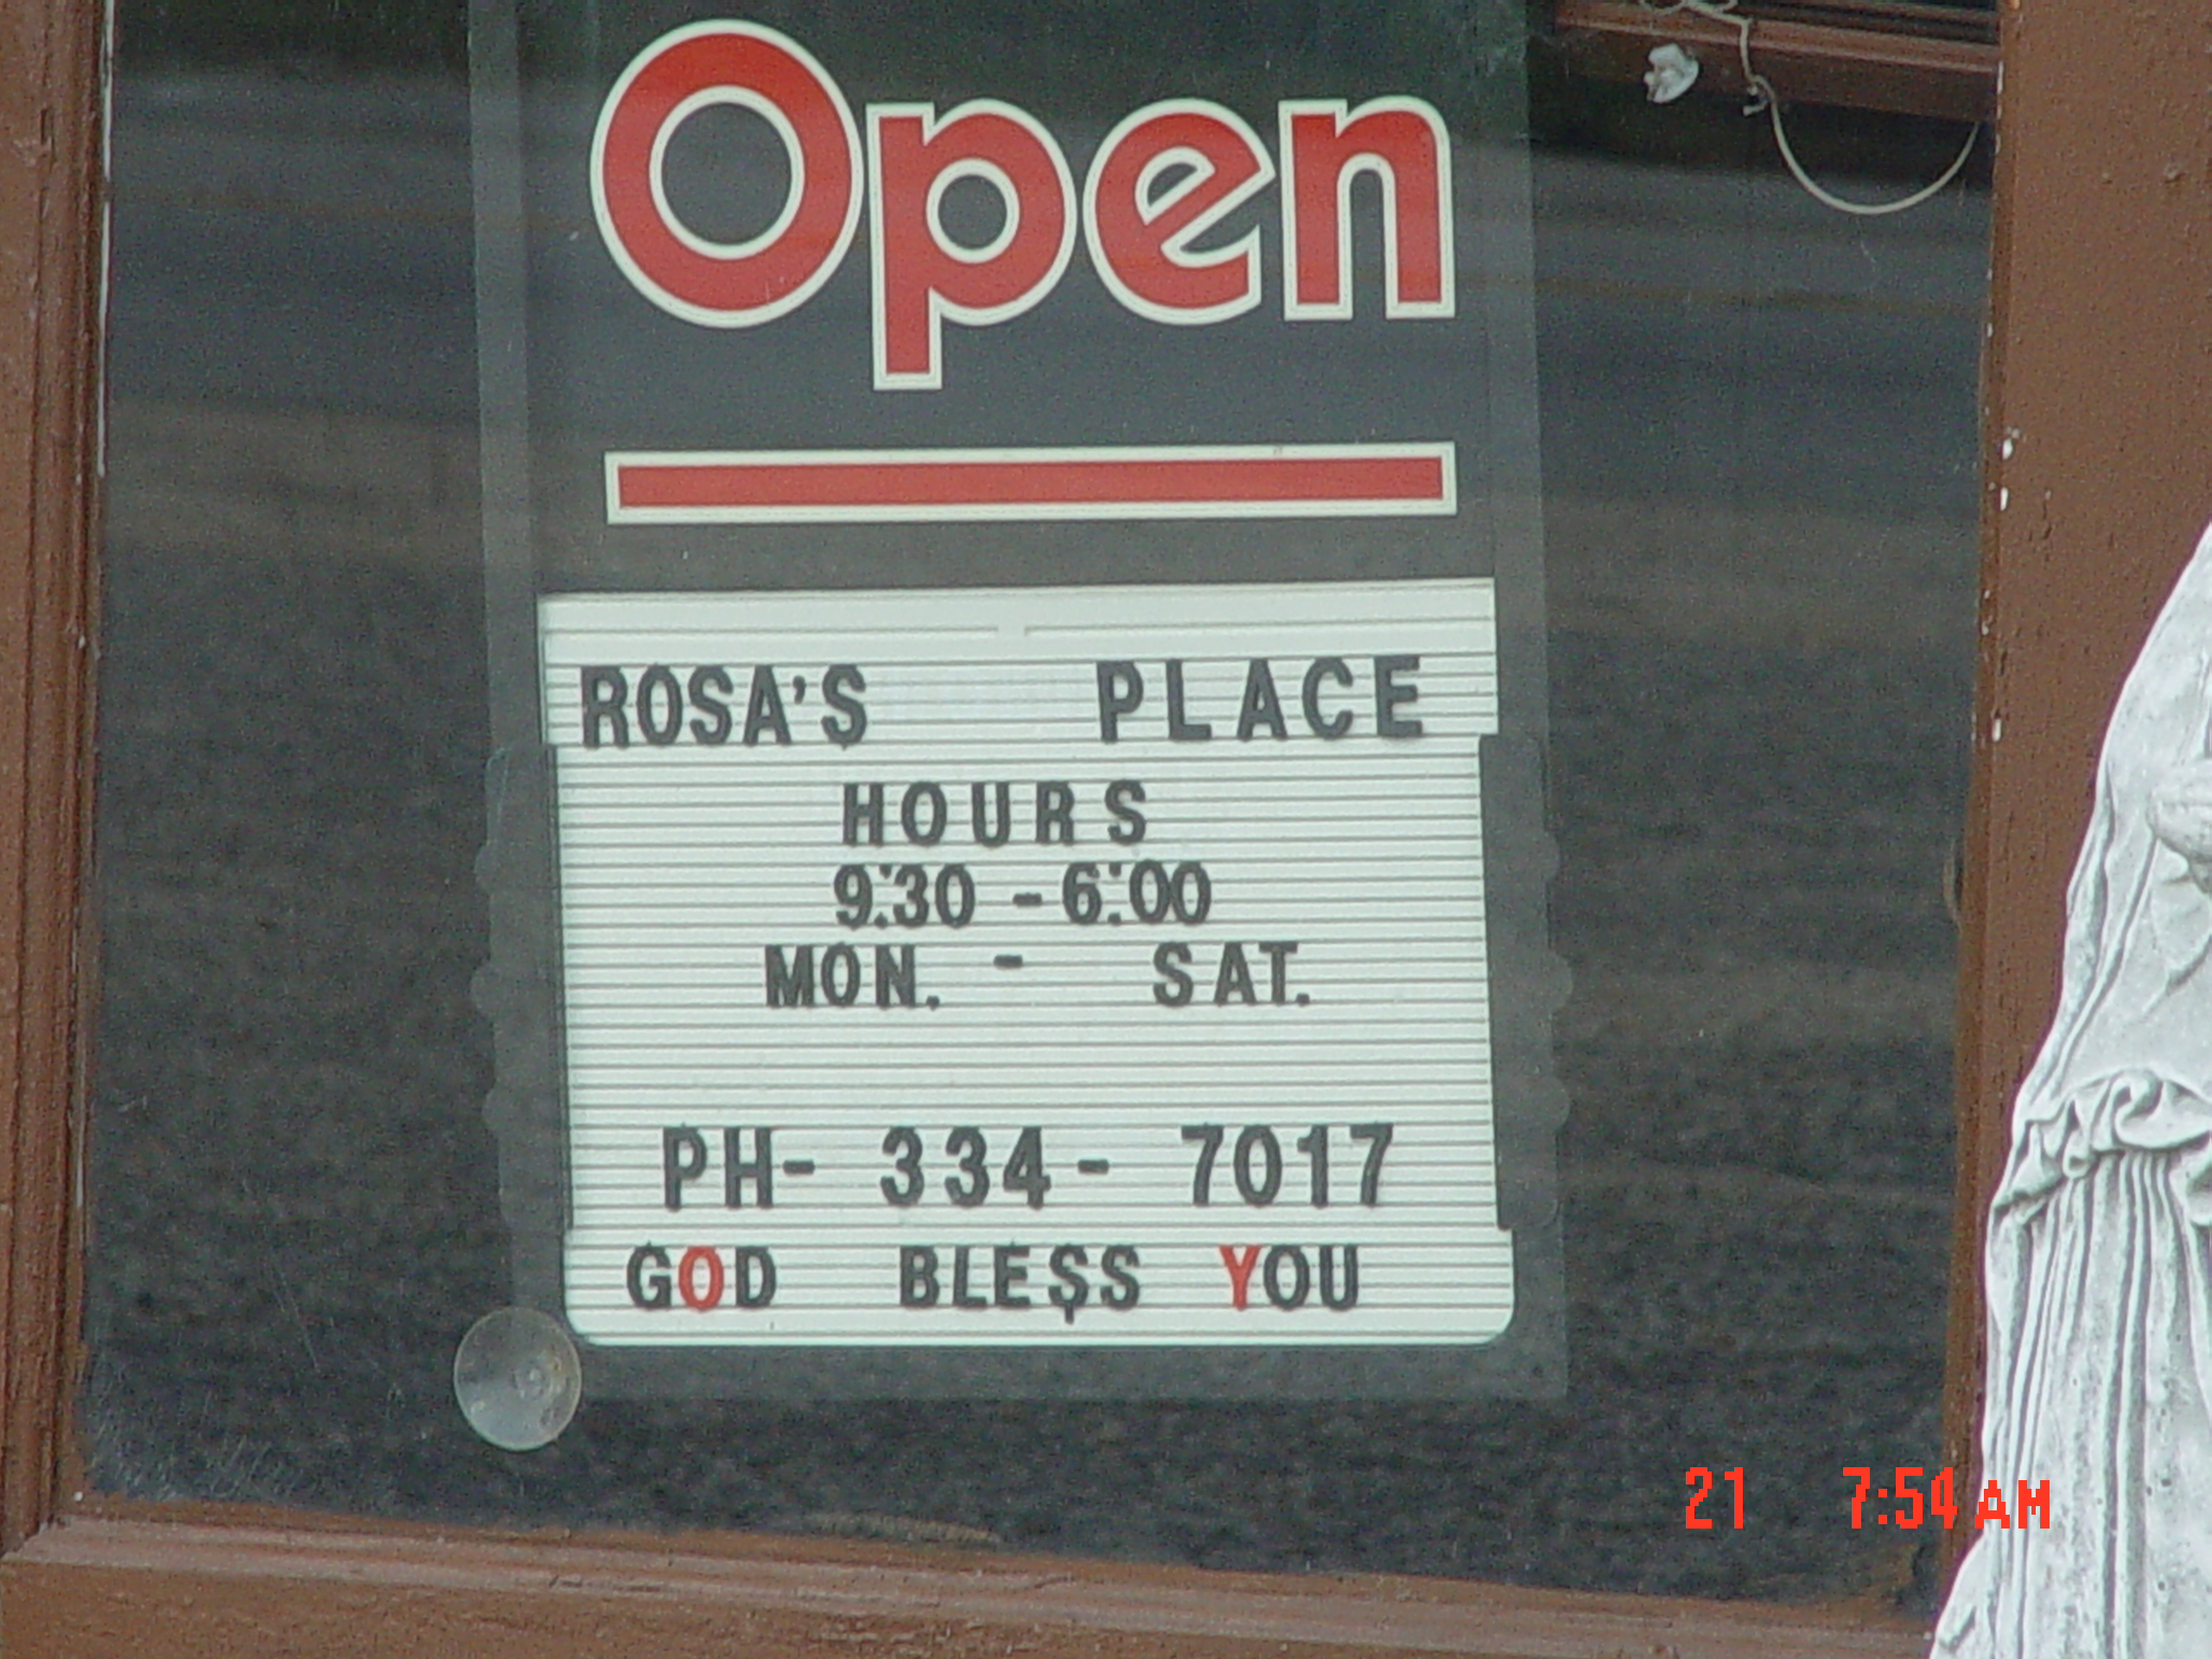 Open
ROSA'S PLACE
HOURS
9:30 - 6:00
MON. - SAT.
PH- 334- 7017
GOD BLE$S YOU
21 7:54 AM